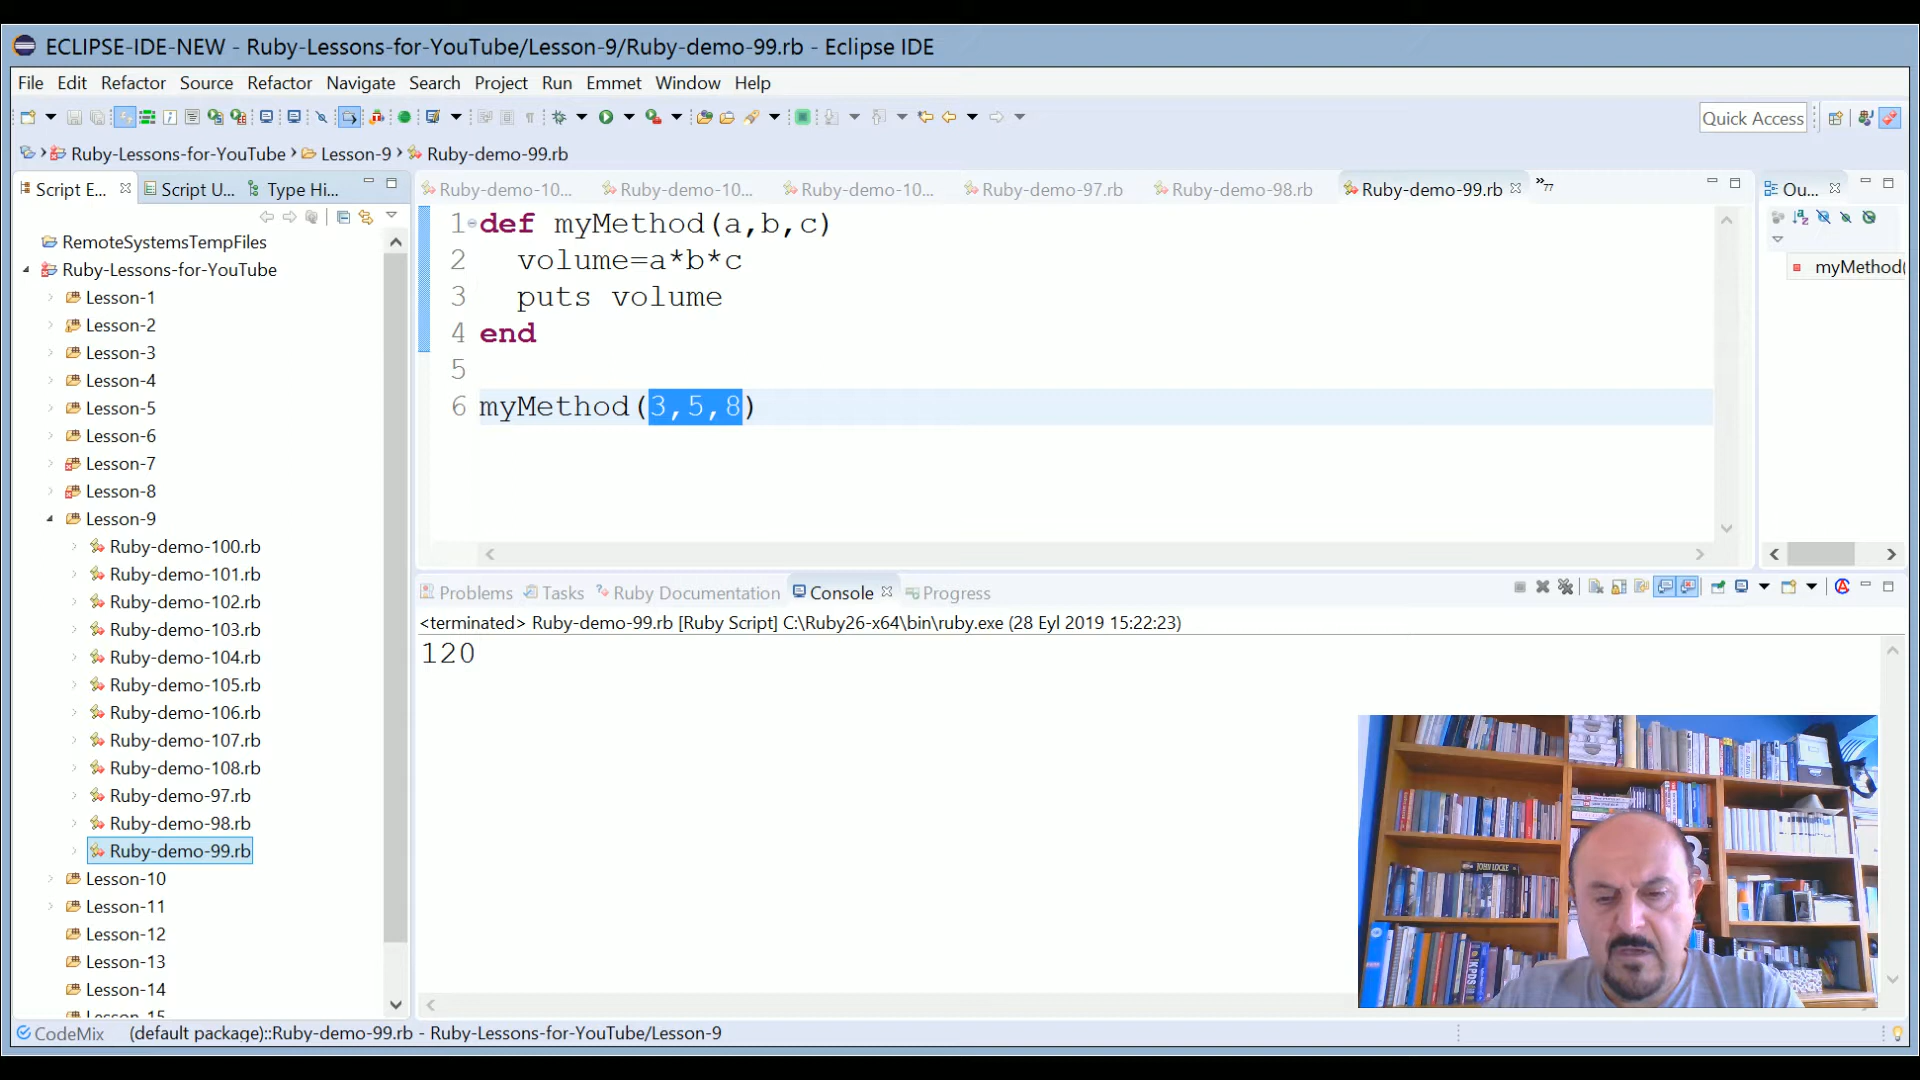 ECLIPSE-IDE-NEW - Ruby-Lessons-for-YouTube/Lesson-9/Ruby-demo-99.rb - Eclipse IDE
File Edit Refactor Source Refactor Navigate Search Project Run Emmet Window Help
Quick Access
Ruby-Lessons-for-YouTube Lesson-9 Ruby-demo-99.rb
Script E... Script U... Type Hi...
RemoteSystemsTempFiles
Ruby-Lessons-for-YouTube
Lesson-1
Lesson-2
Lesson-3
Lesson-4
Lesson-5
Lesson-6
Lesson-7
Lesson-8
Lesson-9
Ruby-demo-100.rb
Ruby-demo-101.rb
Ruby-demo-102.rb
Ruby-demo-103.rb
Ruby-demo-104.rb
Ruby-demo-105.rb
Ruby-demo-106.rb
Ruby-demo-107.rb
Ruby-demo-108.rb
Ruby-demo-97.rb
Ruby-demo-98.rb
Ruby-demo-99.rb
Lesson-10
Lesson-11
Lesson-12
Lesson-13
Lesson-14
Lesson-15
Ruby-demo-10... Ruby-demo-10... Ruby-demo-10... Ruby-demo-97.rb Ruby-demo-98.rb Ruby-demo-99.rb »77
1 def myMethod(a,b,c)
2 volume=a*b*c
3 puts volume
4 end
5
6 myMethod(3,5,8)
Ou...
myMethod(
Problems Tasks Ruby Documentation Console Progress
<terminated> Ruby-demo-99.rb [Ruby Script] C:\Ruby26-x64\bin\ruby.exe (28 Eyl 2019 15:22:23)
120
JOHN LOCKE
KPDS
CodeMix (default package)::Ruby-demo-99.rb - Ruby-Lessons-for-YouTube/Lesson-9